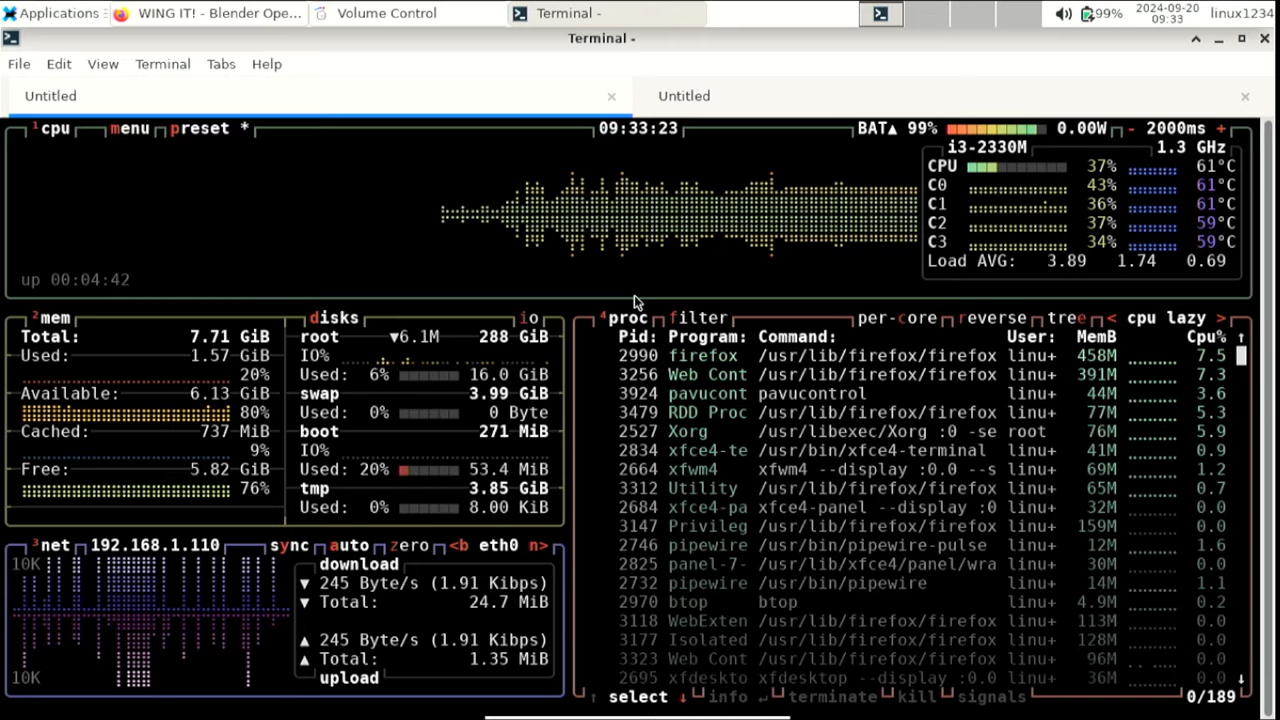 Applications WING IT! - Blender Ope... Volume Control Terminal - 99% 2024-09-20 09:33 linux1234
Terminal -
File Edit View Terminal Tabs Help
Untitled × Untitled ×
¹cpu menu preset * 09:33:23 BAT▲ 99% 0.00W - 2000ms +
i3-2330M 1.3 GHz
CPU 37% 61°C
C0 43% 61°C
C1 36% 61°C
C2 37% 59°C
C3 34% 59°C
Load AVG: 3.89 1.74 0.69
up 00:04:42
²mem
Total: 7.71 GiB
Used: 1.57 GiB
20%
Available: 6.13 GiB
80%
Cached: 737 MiB
9%
Free: 5.82 GiB
76%
disks io
root ▼6.1M 288 GiB
IO%
Used: 6% 16.0 GiB
swap 3.99 GiB
Used: 0% 0 Byte
boot 271 MiB
IO%
Used: 20% 53.4 MiB
tmp 3.85 GiB
Used: 0% 8.00 KiB
³net 192.168.1.110 sync auto zero <b eth0 n>
10K
10K
download
▼ 245 Byte/s (1.91 Kibps)
▼ Total: 24.7 MiB
▲ 245 Byte/s (1.91 Kibps)
▲ Total: 1.35 MiB
upload
⁴proc filter per-core reverse tree < cpu lazy >
Pid: Program: Command: User: MemB Cpu% ↑
2990 firefox /usr/lib/firefox/firefox linu+ 458M 7.5
3256 Web Cont /usr/lib/firefox/firefox linu+ 391M 7.3
3924 pavucont pavucontrol linu+ 44M 3.6
3479 RDD Proc /usr/lib/firefox/firefox linu+ 77M 5.3
2527 Xorg /usr/libexec/Xorg :0 -se root 76M 5.9
2834 xfce4-te /usr/bin/xfce4-terminal linu+ 41M 0.9
2664 xfwm4 xfwm4 --display :0.0 --s linu+ 69M 1.2
3312 Utility /usr/lib/firefox/firefox linu+ 65M 0.7
2684 xfce4-pa xfce4-panel --display :0 linu+ 32M 0.0
3147 Privileg /usr/lib/firefox/firefox linu+ 159M 0.0
2746 pipewire /usr/bin/pipewire-pulse linu+ 12M 1.6
2825 panel-7- /usr/lib/xfce4/panel/wra linu+ 30M 0.0
2732 pipewire /usr/bin/pipewire linu+ 14M 1.1
2970 btop btop linu+ 4.9M 0.2
3118 WebExten /usr/lib/firefox/firefox linu+ 113M 0.0
3177 Isolated /usr/lib/firefox/firefox linu+ 128M 0.0
3323 Web Cont /usr/lib/firefox/firefox linu+ 96M 0.0
2695 xfdeskto xfdesktop --display :0.0 linu+ 36M 0.0 ↓
↑ select ↓ info ↵ terminate kill signals 0/189